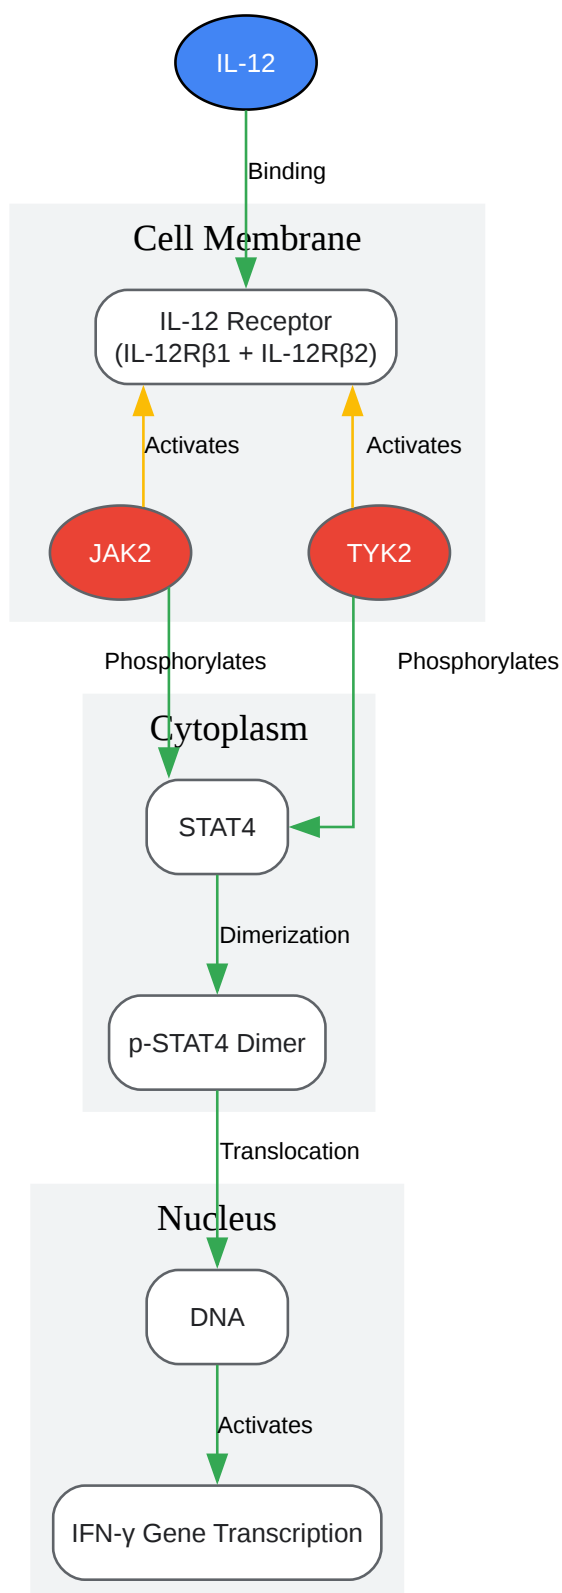 IL-12
Binding
Cell Membrane
IL-12 Receptor
(IL-12Rβ1 + IL-12Rβ2)
Activates
Activates
JAK2
TYK2
Phosphorylates
Phosphorylates
Cytoplasm
STAT4
Dimerization
p-STAT4 Dimer
Translocation
Nucleus
DNA
Activates
IFN-γ Gene Transcription